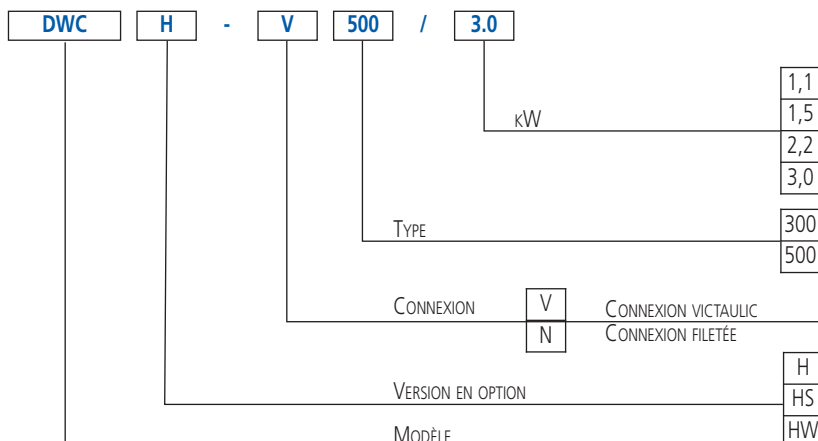 DWC H - V 500 / 3.0
1,1
kW 1,5
2,2
3,0
Type 300
500
Connexion V Connexion victaulic
N Connexion filetée
H
Version en option HS
Modèle HW